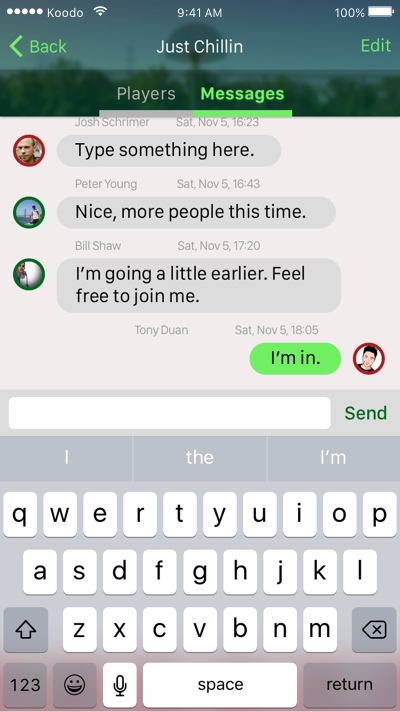 Koodo 9:41 AM 100%
Back Just Chillin Edit
Players Messages
Josh Schrimer Sat, Nov 5, 16:23
Type something here.
Peter Young Sat, Nov 5, 16:43
Nice, more people this time.
Bill Shaw Sat, Nov 5, 17:20
I'm going a little earlier. Feel
free to join me.
Tony Duan Sat, Nov 5, 18:05
I'm in.
Send
I the I'm
q w e r t y u i o p
a s d f g h j k l
z x c v b n m
123 space return